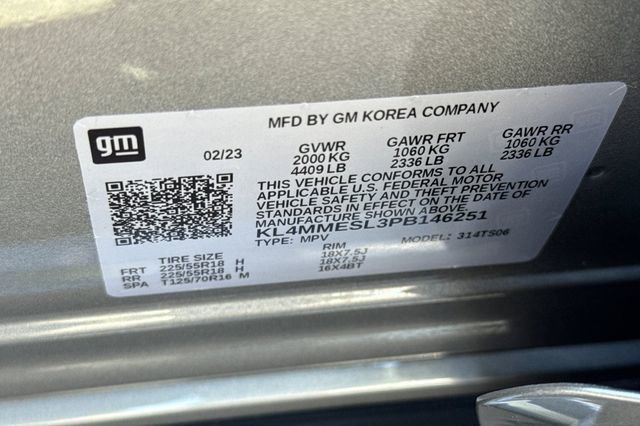 MFD BY GM KOREA COMPANY
gm
02/23
GVWR GAWR FRT GAWR RR
2000 KG 1060 KG 1060 KG
4409 LB 2336 LB 2336 LB
THIS VEHICLE CONFORMS TO ALL
APPLICABLE U.S. FEDERAL MOTOR
VEHICLE SAFETY AND THEFT PREVENTION
STANDARDS IN EFFECT ON THE DATE OF
MANUFACTURE SHOWN ABOVE.
KL4MMESL3PB146251
TYPE: MPV MODEL: 314TS06
TIRE SIZE RIM
FRT 225/55R18 H 18X7.5J
RR 225/55R18 H 18X7.5J
SPA T125/70R16 M 16X4BT